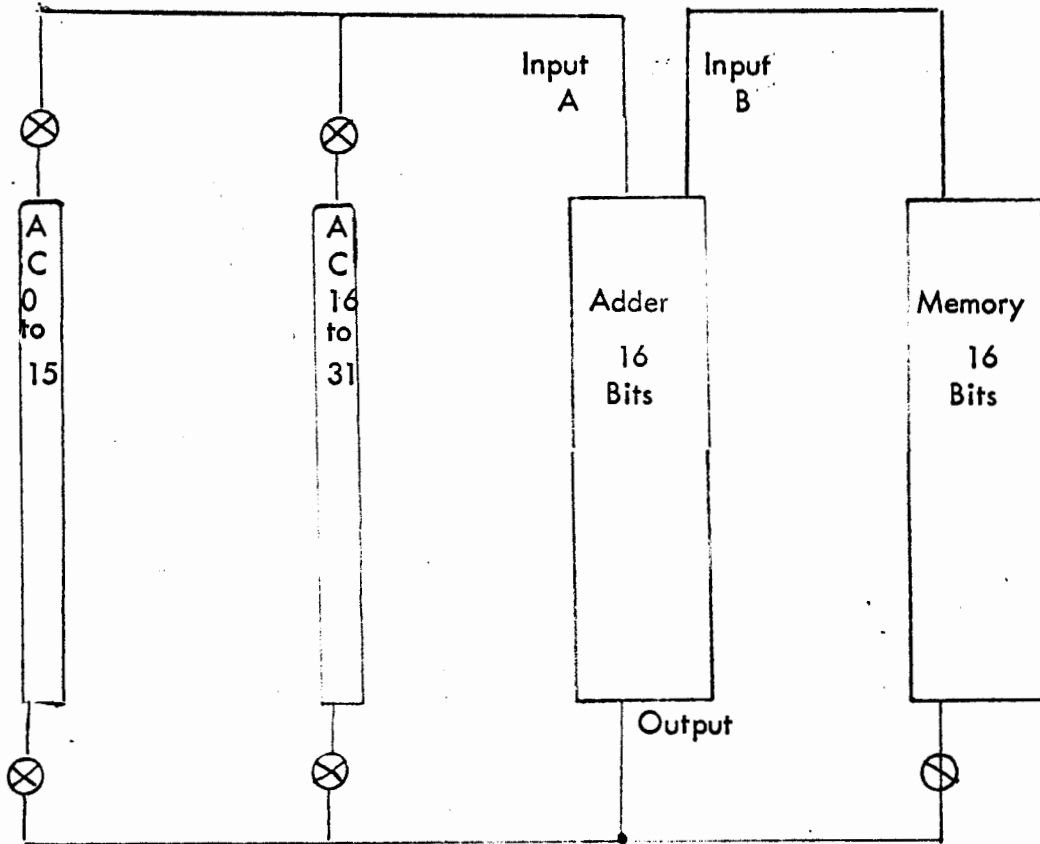 Input
A
Input
B
A
C
0
to
15
A
C
16
to
31
Adder
16
Bits
Memory
16
Bits
Output